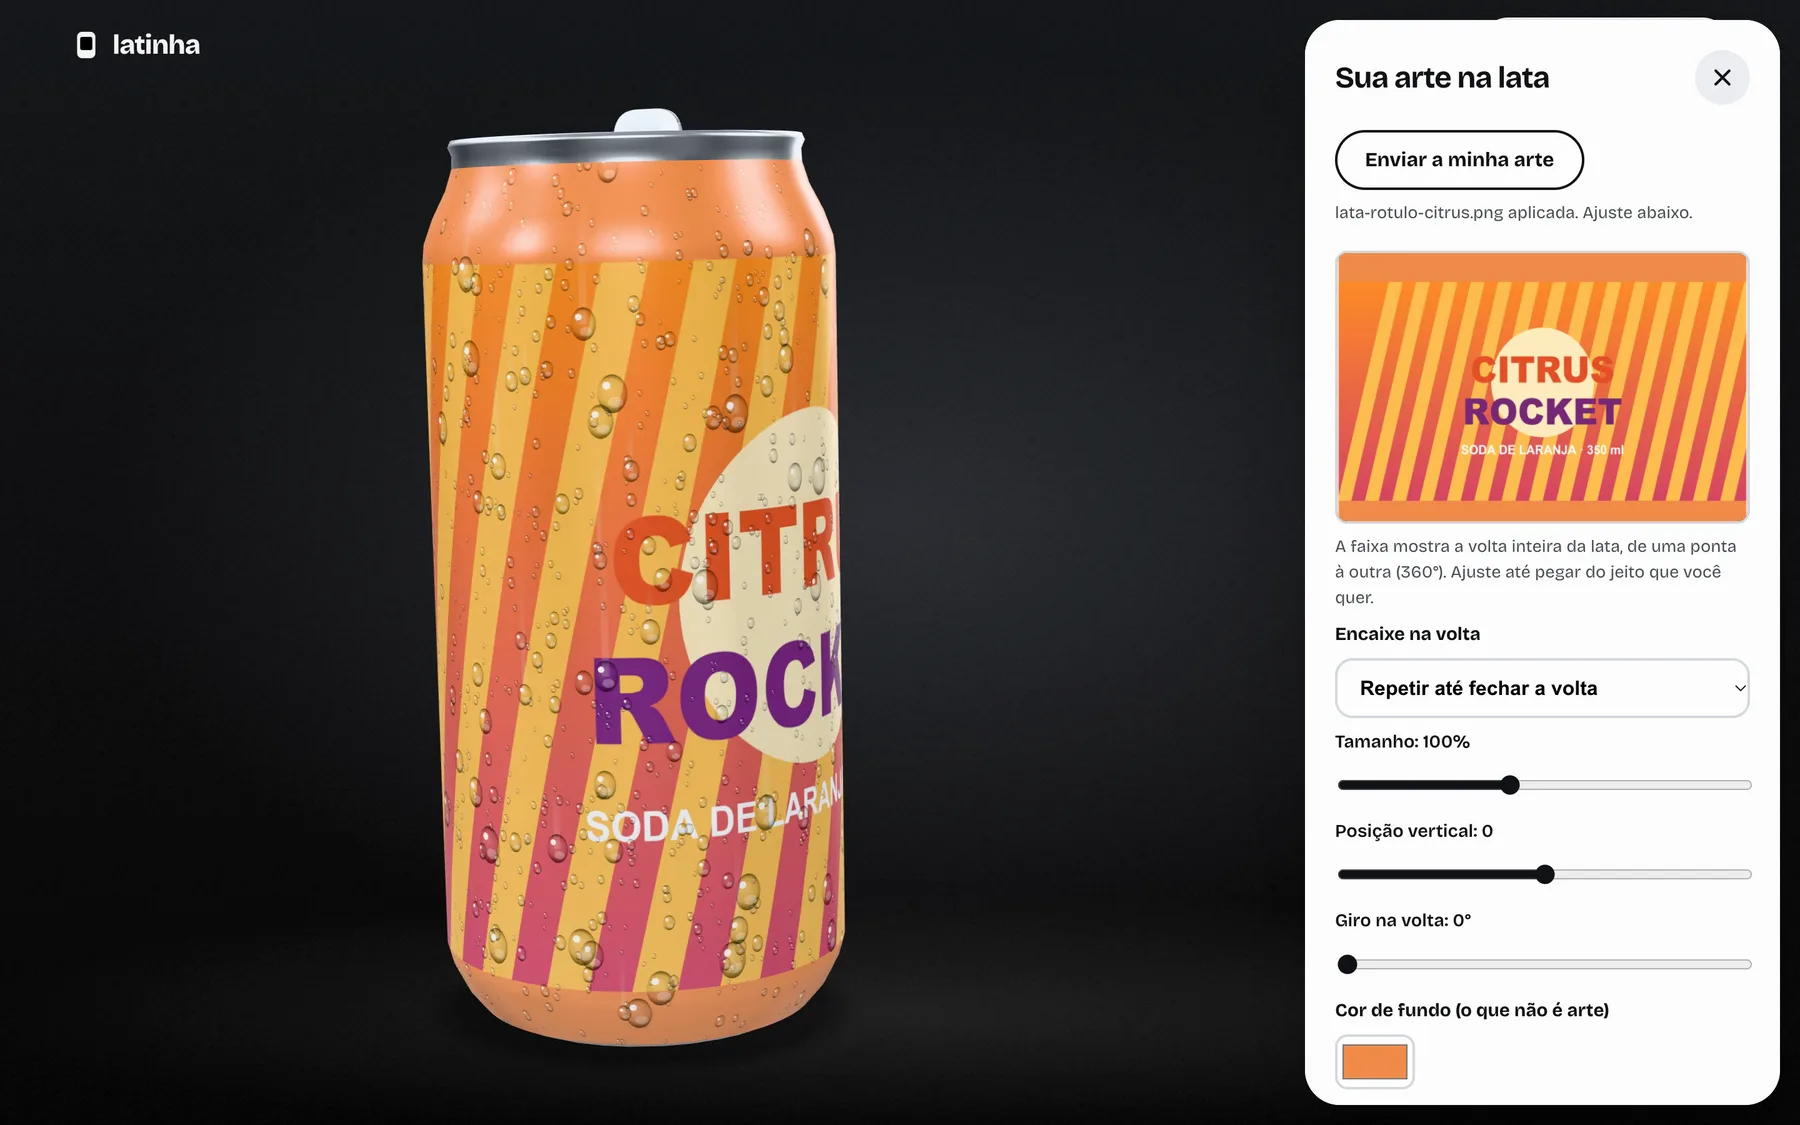 latinha
CITR
ROCK
SODA DE LARANJ
Sua arte na lata
Enviar a minha arte
lata-rotulo-citrus.png aplicada. Ajuste abaixo.
CITRUS
ROCKET
SODA DE LARANJA · 350 ml
A faixa mostra a volta inteira da lata, de uma ponta
à outra (360°). Ajuste até pegar do jeito que você
quer.
Encaixe na volta
Repetir até fechar a volta
Tamanho: 100%
Posição vertical: 0
Giro na volta: 0°
Cor de fundo (o que não é arte)